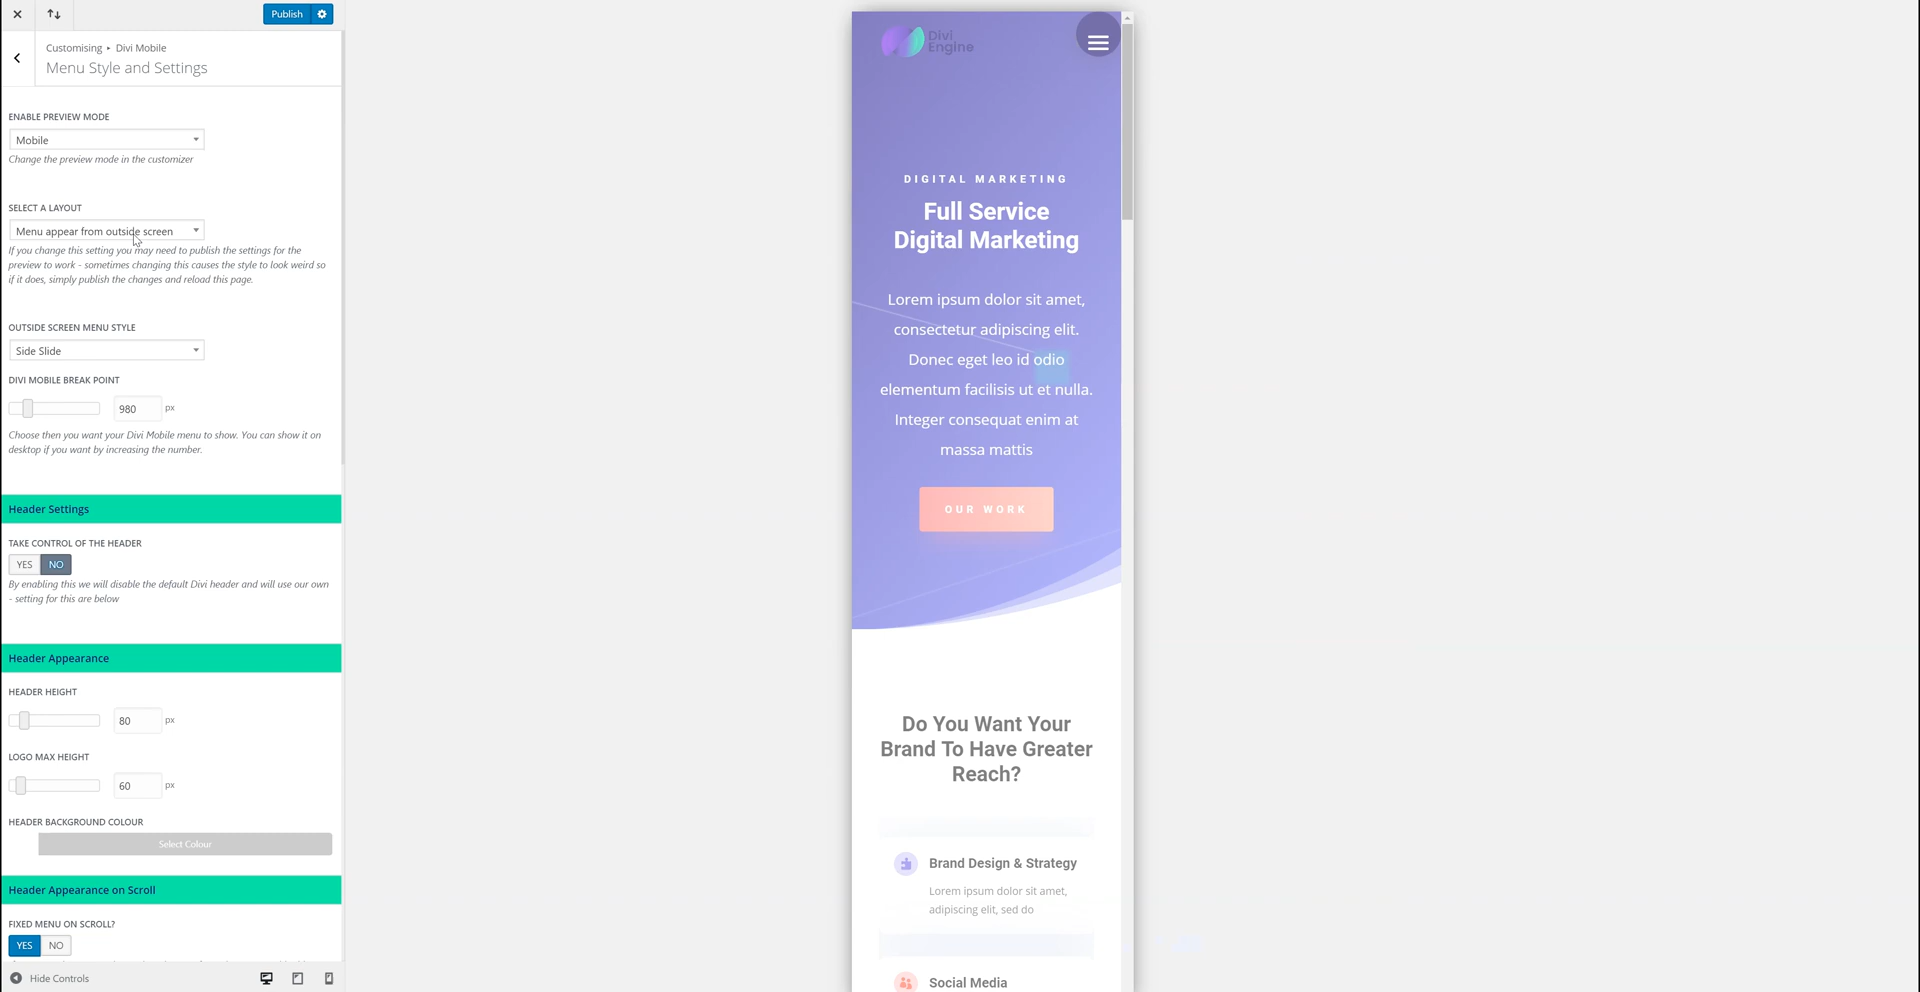 Publish
Customising ▸ Divi Mobile
Menu Style and Settings
ENABLE PREVIEW MODE
Mobile
Change the preview mode in the customizer
SELECT A LAYOUT
Menu appear from outside screen
If you change this setting you may need to publish the settings for the
preview to work - sometimes changing this causes the style to look weird so
if it does, simply publish the changes and reload this page.
OUTSIDE SCREEN MENU STYLE
Side Slide
DIVI MOBILE BREAK POINT
980 px
Choose then you want your Divi Mobile menu to show. You can show it on
desktop if you want by increasing the number.
Header Settings
TAKE CONTROL OF THE HEADER
YES NO
By enabling this we will disable the default Divi header and will use our own
- setting for this are below
Header Appearance
HEADER HEIGHT
80 px
LOGO MAX HEIGHT
60 px
HEADER BACKGROUND COLOUR
Select Colour
Header Appearance on Scroll
FIXED MENU ON SCROLL?
YES NO
Hide Controls
Divi
Engine
DIGITAL MARKETING
Full Service
Digital Marketing
Lorem ipsum dolor sit amet,
consectetur adipiscing elit.
Donec eget leo id odio
elementum facilisis ut et nulla.
Integer consequat enim at
massa mattis
OUR WORK
Do You Want Your
Brand To Have Greater
Reach?
Brand Design & Strategy
Lorem ipsum dolor sit amet,
adipiscing elit, sed do
Social Media